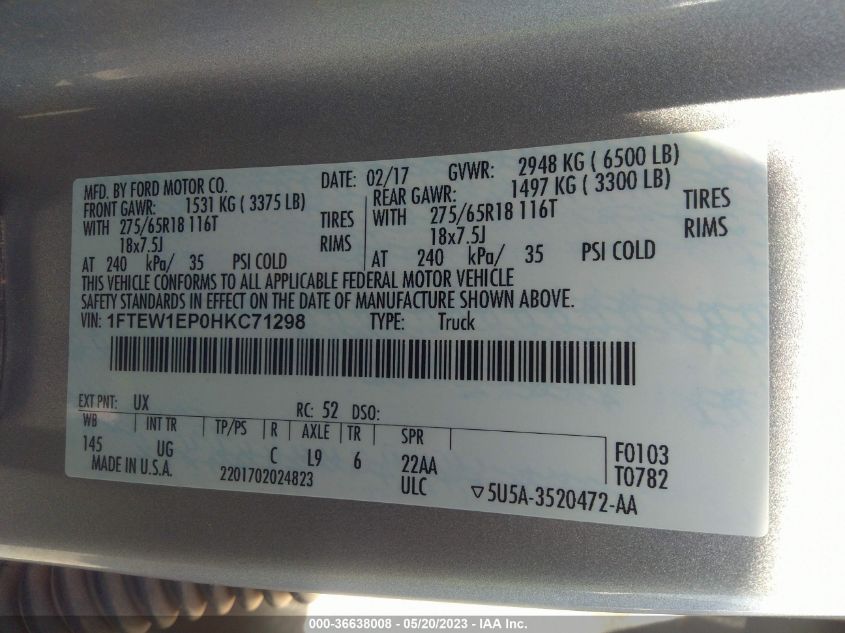 MFD. BY FORD MOTOR CO. DATE: 02/17 GVWR: 2948 KG ( 6500 LB)
FRONT GAWR: 1531 KG ( 3375 LB) REAR GAWR: 1497 KG ( 3300 LB)
WITH 275/65R18 116T TIRES WITH 275/65R18 116T TIRES
18x7.5J RIMS 18x7.5J RIMS
AT 240 kPa/ 35 PSI COLD AT 240 kPa/ 35 PSI COLD
THIS VEHICLE CONFORMS TO ALL APPLICABLE FEDERAL MOTOR VEHICLE
SAFETY STANDARDS IN EFFECT ON THE DATE OF MANUFACTURE SHOWN ABOVE.
VIN: 1FTEW1EP0HKC71298 TYPE: Truck
EXT PNT: UX RC: 52 DSO:
WB INT TR TP/PS R AXLE TR SPR
145 UG C L9 6 22AA F0103
MADE IN U.S.A. 2201702024823 ULC T0782
▽5U5A-3520472-AA
000-36638008 - 05/20/2023 - IAA Inc.